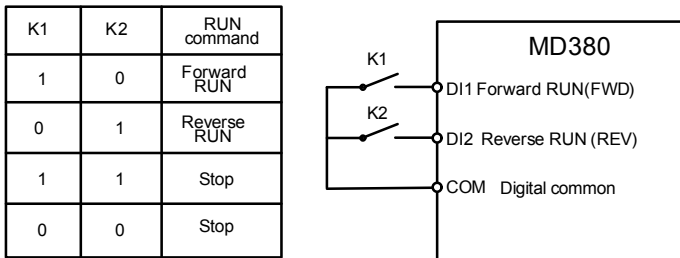 K1 K2 RUN
command
1 0 Forward
RUN
0 1 Reverse
RUN
1 1 Stop
0 0 Stop
MD380
K1
DI1 Forward RUN(FWD)
K2
DI2 Reverse RUN (REV)
COM Digital common